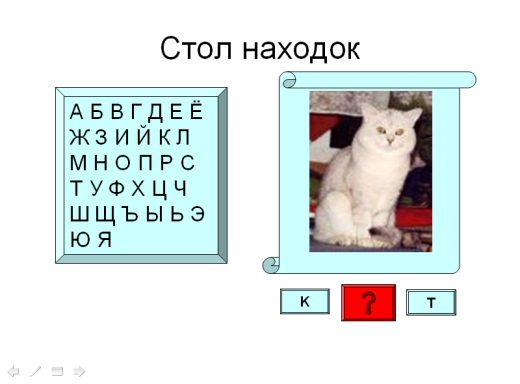 Стол находок
А Б В Г Д Е Ё
Ж З И Й К Л
М Н О П Р С
Т У Ф Х Ц Ч
Ш Щ Ъ Ы Ь Э
Ю Я
К ? Т